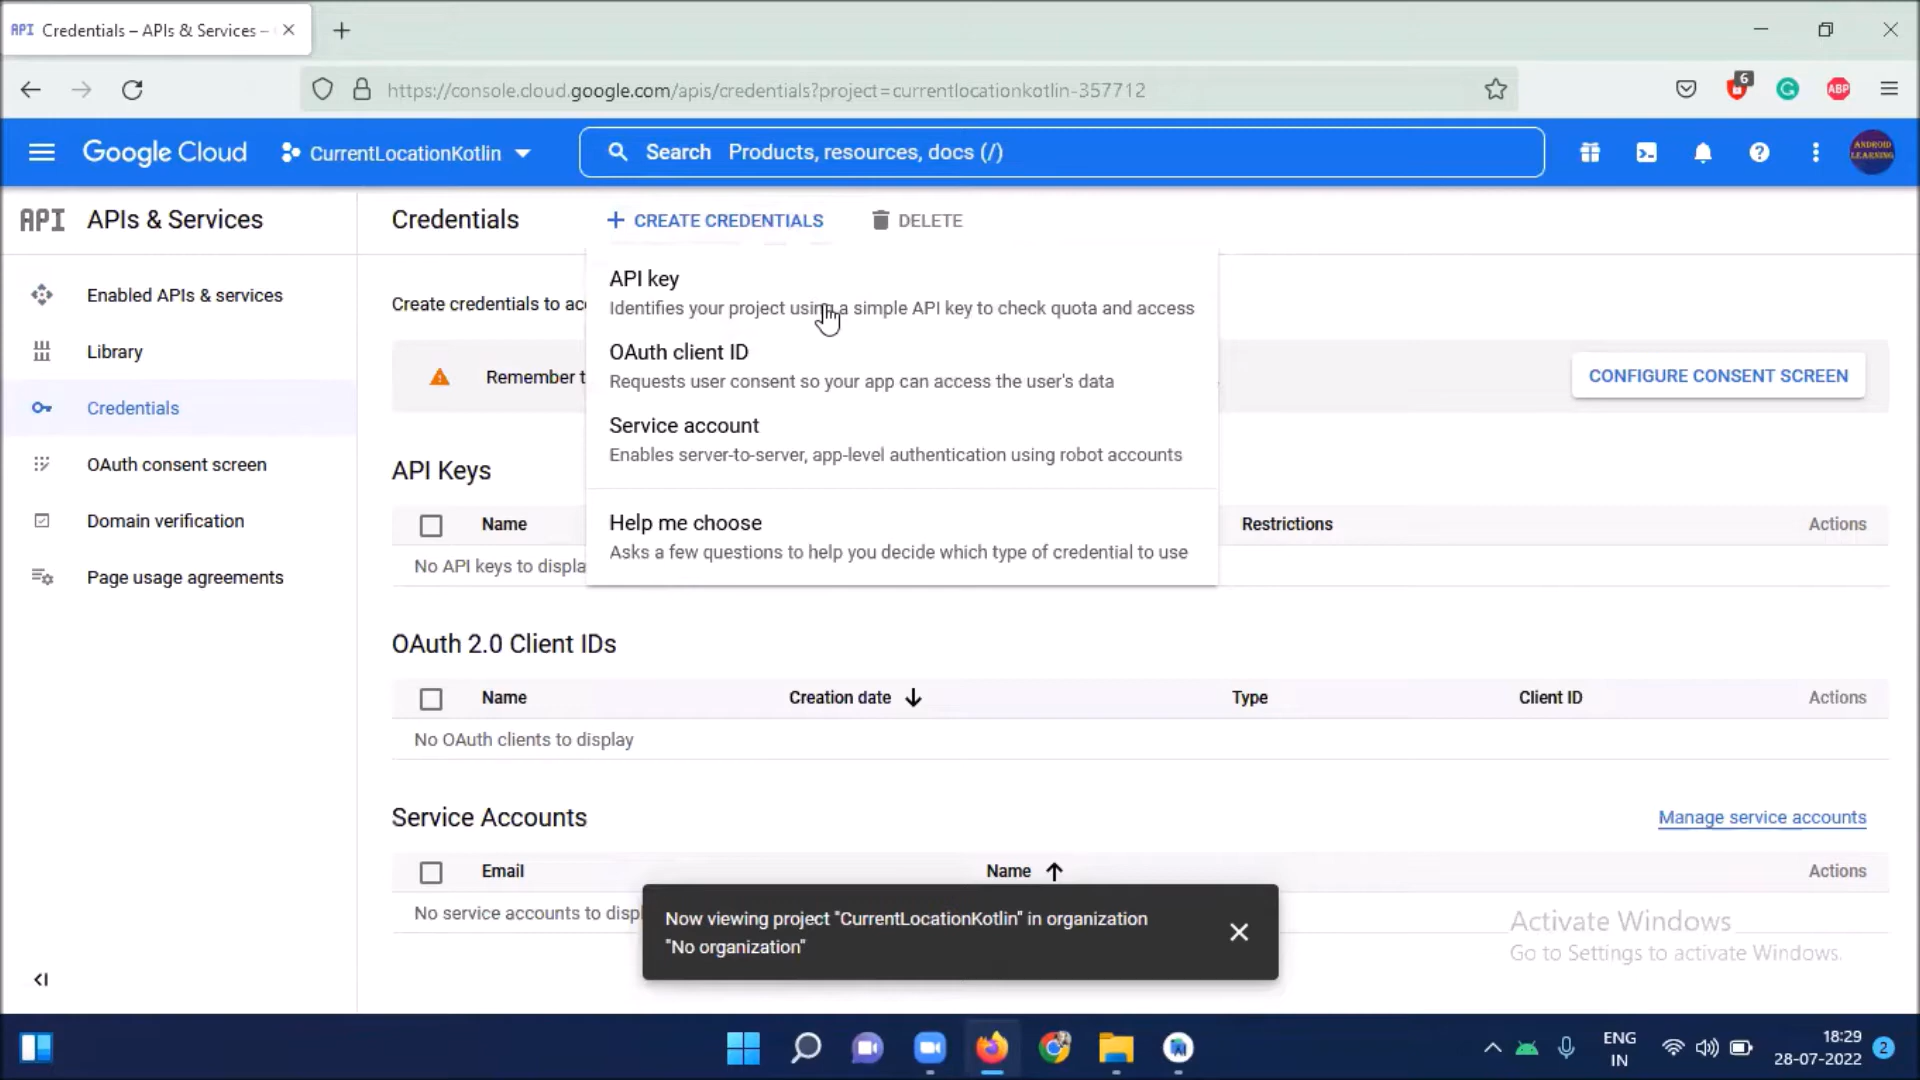 API Credentials – APIs & Services –
https://console.cloud.google.com/apis/credentials?project=currentlocationkotlin-357712
6
G
ABP
Google Cloud
CurrentLocationKotlin
Search Products, resources, docs (/)
ANDROID
LEARNING
API APIs & Services
Credentials
+ CREATE CREDENTIALS
DELETE
Enabled APIs & services
Library
Credentials
OAuth consent screen
Domain verification
Page usage agreements
Create credentials to
API key
Identifies your project using a simple API key to check quota and access
OAuth client ID
Requests user consent so your app can access the user's data
Service account
Enables server-to-server, app-level authentication using robot accounts
Help me choose
Asks a few questions to help you decide which type of credential to use
Remember
CONFIGURE CONSENT SCREEN
API Keys
Name
Restrictions
Actions
No API keys to displa
OAuth 2.0 Client IDs
Name
Creation date
Type
Client ID
Actions
No OAuth clients to display
Service Accounts
Manage service accounts
Email
Name
Actions
No service accounts to displ
Now viewing project "CurrentLocationKotlin" in organization
"No organization"
Activate Windows
Go to Settings to activate Windows.
ENG
IN
18:29
28-07-2022
2